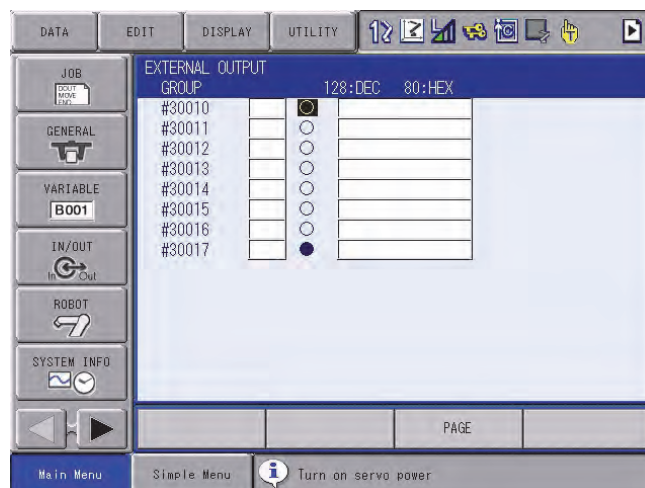 DATA EDIT DISPLAY UTILITY
JOB
DOUT
MOVE
END
GENERAL
VARIABLE
B001
IN/OUT
In Out
ROBOT
SYSTEM INFO
EXTERNAL OUTPUT
GROUP 128:DEC 80:HEX
#30010
#30011
#30012
#30013
#30014
#30015
#30016
#30017
PAGE
Main Menu Simple Menu Turn on servo power